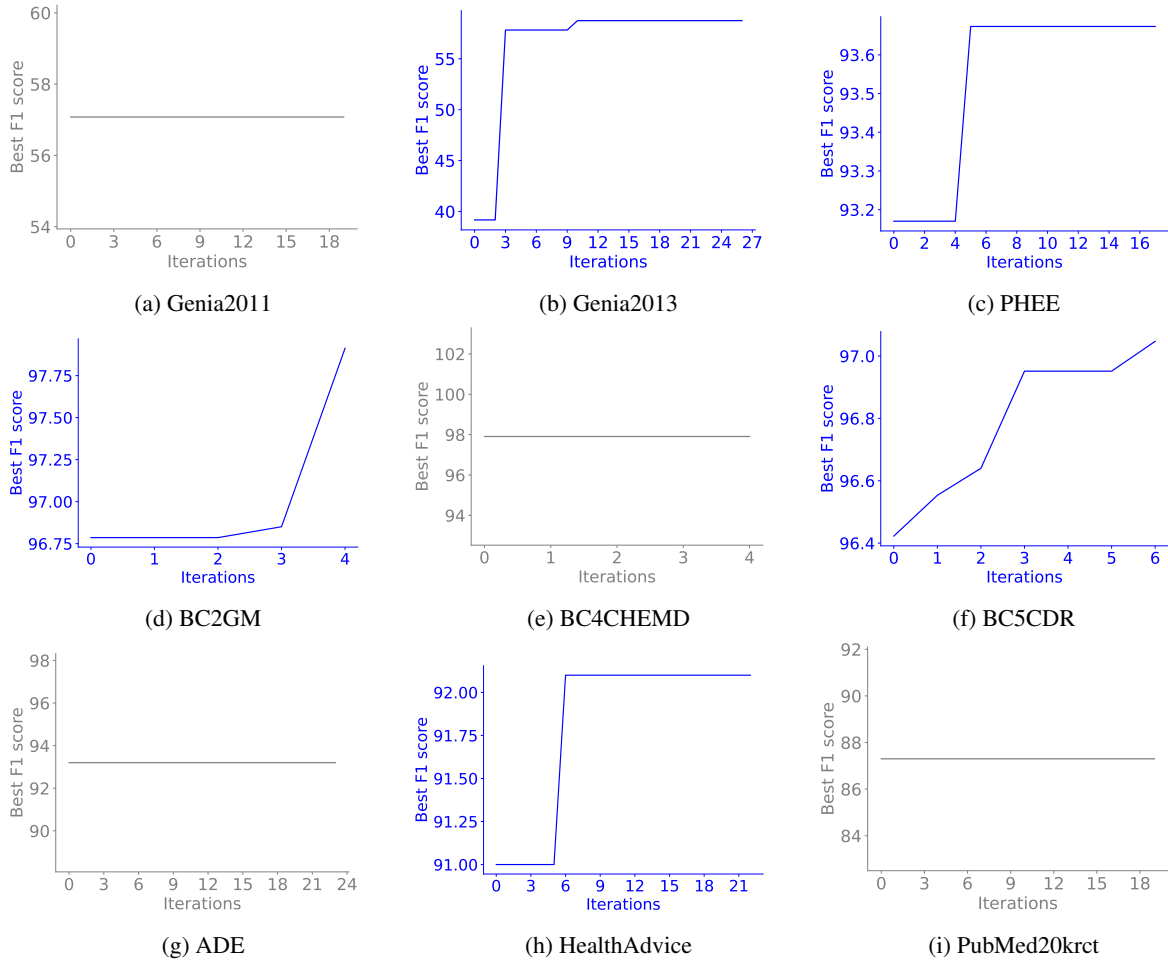 60
58
56
54
Best F1 score
0 3 6 9 12 15 18
Iterations
(a) Genia2011
55
50
45
40
Best F1 score
0 3 6 9 12 15 18 21 24 27
Iterations
(b) Genia2013
93.6
93.5
93.4
93.3
93.2
Best F1 score
0 2 4 6 8 10 12 14 16
Iterations
(c) PHEE
97.75
97.50
97.25
97.00
96.75
Best F1 score
0 1 2 3 4
Iterations
(d) BC2GM
102
100
98
96
94
Best F1 score
0 1 2 3 4
Iterations
(e) BC4CHEMD
97.0
96.8
96.6
96.4
Best F1 score
0 1 2 3 4 5 6
Iterations
(f) BC5CDR
98
96
94
92
90
Best F1 score
0 3 6 9 12 15 18 21 24
Iterations
(g) ADE
92.00
91.75
91.50
91.25
91.00
Best F1 score
0 3 6 9 12 15 18 21
Iterations
(h) HealthAdvice
92
90
88
86
84
Best F1 score
0 3 6 9 12 15 18
Iterations
(i) PubMed20krct